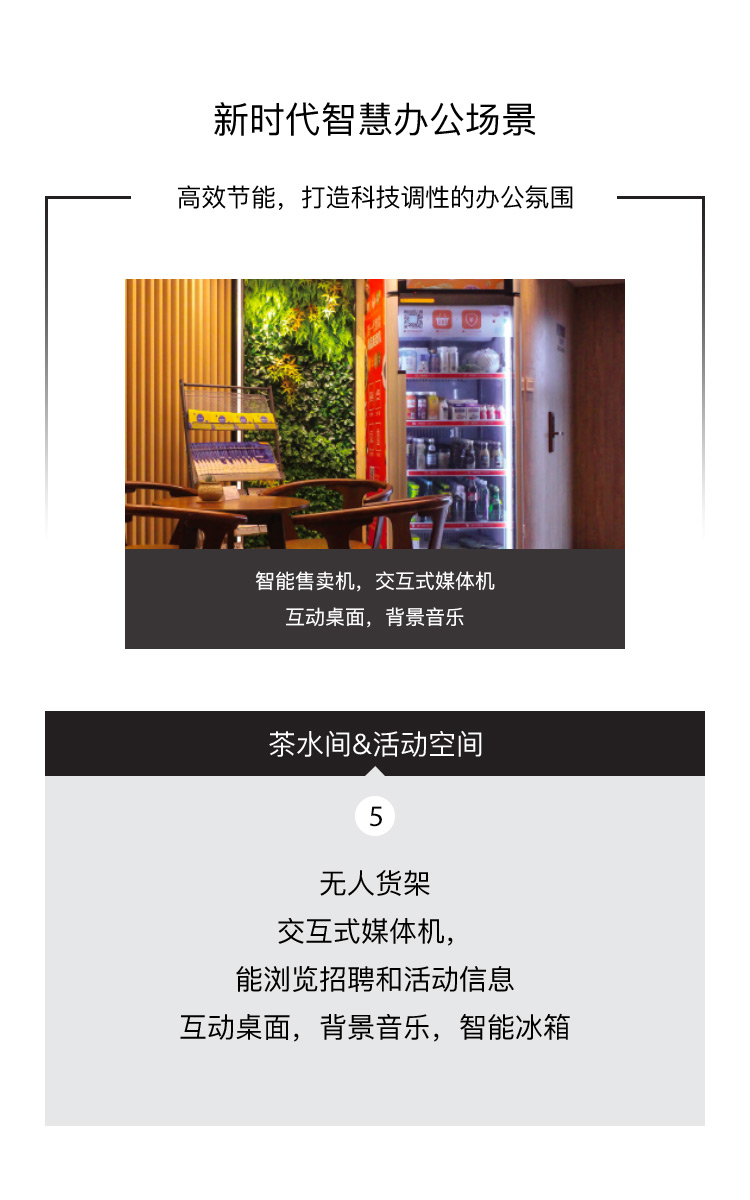 新时代智慧办公场景
高效节能，打造科技调性的办公氛围
智能售卖机，交互式媒体机
互动桌面，背景音乐
茶水间&活动空间
5
无人货架
交互式媒体机，
能浏览招聘和活动信息
互动桌面，背景音乐，智能冰箱